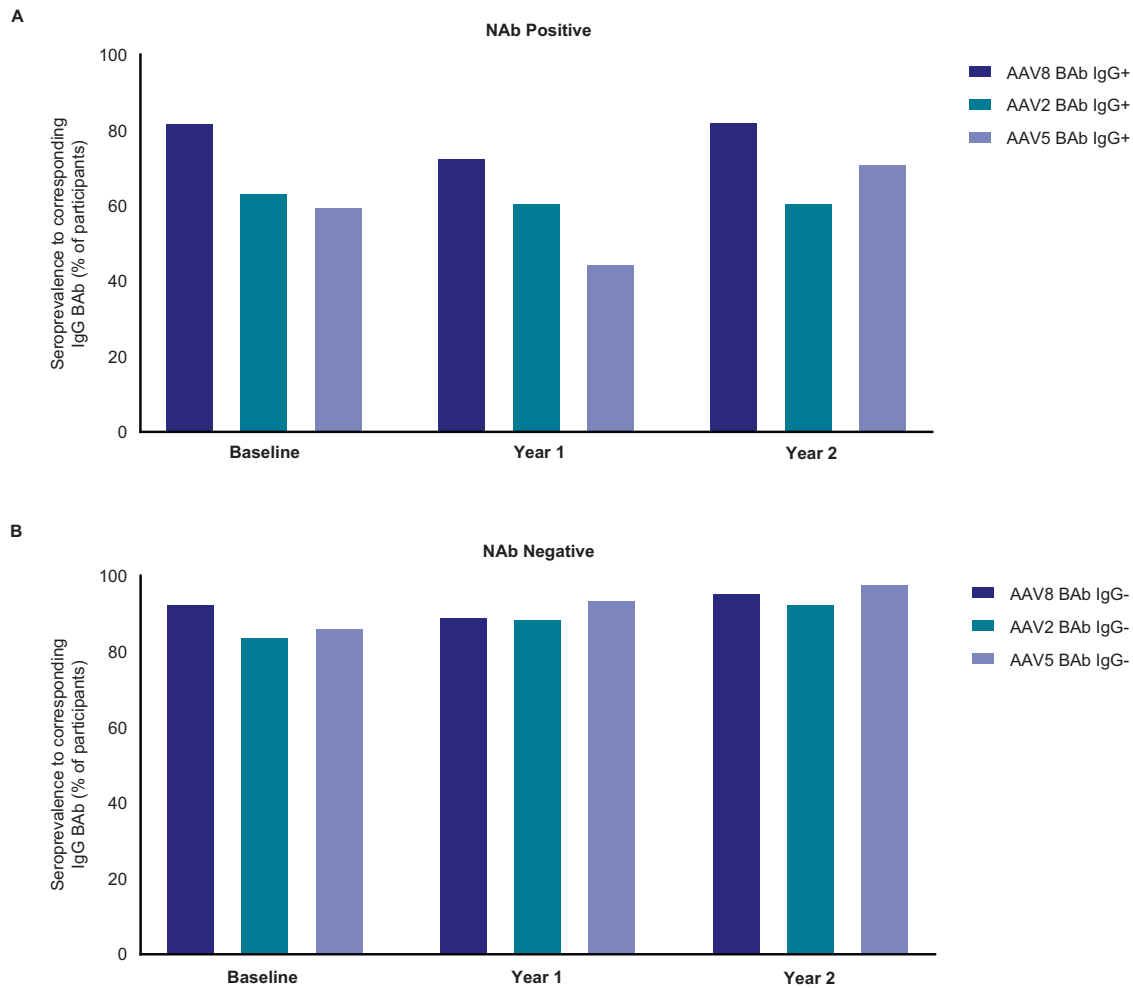 A
NAb Positive
100
80
60
40
20
0
Seroprevalence to corresponding
IgG BAb (% of participants)
Baseline
Year 1
Year 2
AAV8 BAb IgG+
AAV2 BAb IgG+
AAV5 BAb IgG+
B
NAb Negative
100
80
60
40
20
0
Seroprevalence to corresponding
IgG BAb (% of participants)
Baseline
Year 1
Year 2
AAV8 BAb IgG-
AAV2 BAb IgG-
AAV5 BAb IgG-